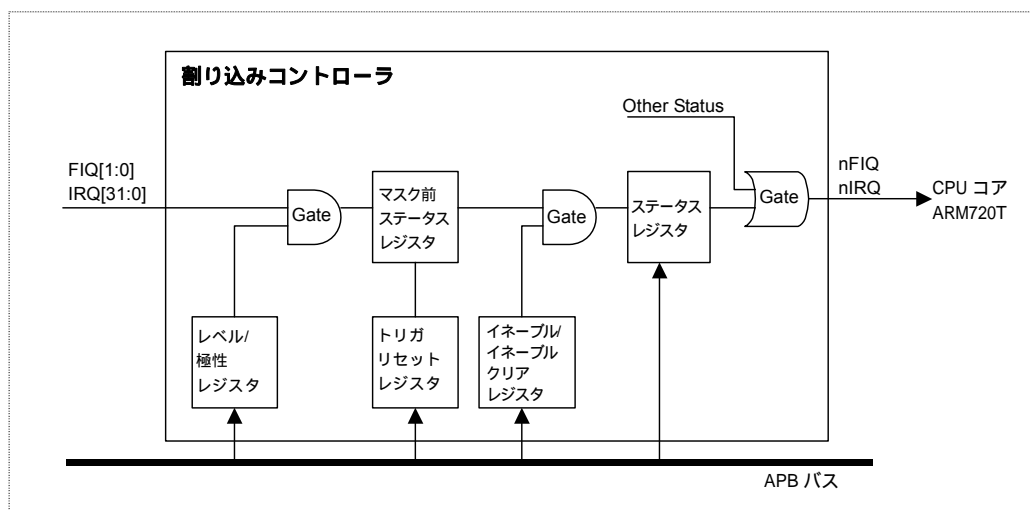 割り込みコントローラ
Other Status
FIQ[1:0]
IRQ[31:0]
Gate
マスク前
ステータス
レジスタ
Gate
ステータス
レジスタ
Gate
nFIQ
nIRQ
CPU コア
ARM720T
レベル/
極性
レジスタ
トリガ
リセット
レジスタ
イネーブル/
イネーブル
クリア
レジスタ
APB バス